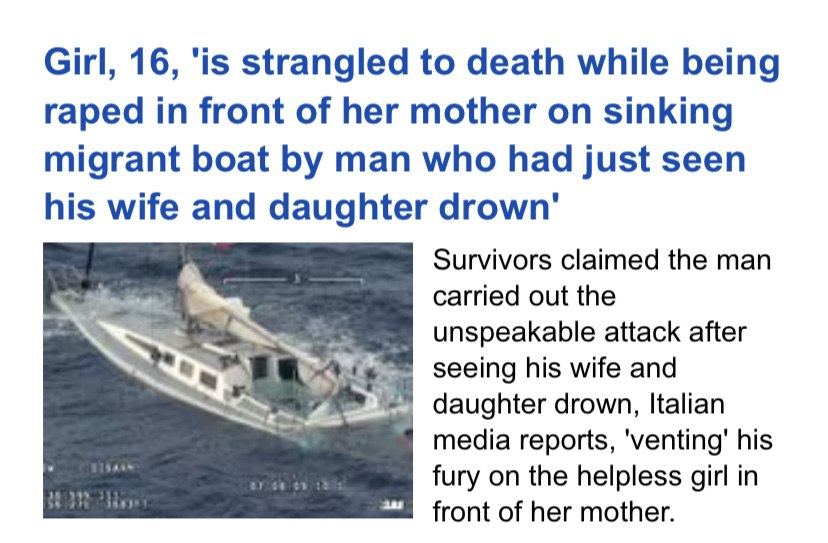 Girl, 16, 'is strangled to death while being
raped in front of her mother on sinking
migrant boat by man who had just seen
his wife and daughter drown'
Survivors claimed the man
carried out the
unspeakable attack after
seeing his wife and
daughter drown, Italian
media reports, 'venting' his
fury on the helpless girl in
front of her mother.